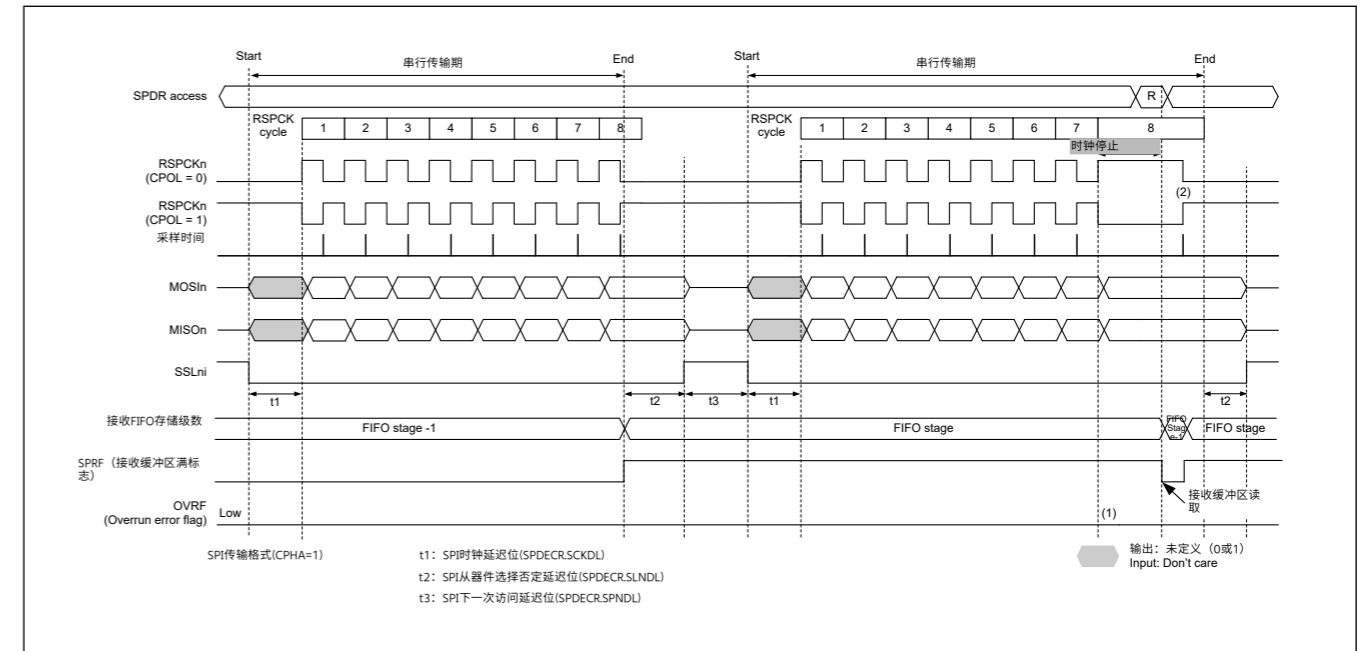 Start
串行传输期
End
Start
串行传输期
End
SPDR access
R
RSPCK
cycle
1 2 3 4 5 6 7 8
RSPCK
cycle
1 2 3 4 5 6 7 8
时钟停止
RSPCKn
(CPOL = 0)
(2)
RSPCKn
(CPOL = 1)
采样时间
MOSIn
MISOn
SSLni
t1 t2 t3 t1 t2
接收FIFO存储级数
FIFO stage -1
FIFO stage
FIFO
Stag
e-1
FIFO stage
SPRF（接收缓冲区满标
志）
接收缓冲区读
取
OVRF
(Overrun error flag)
Low
(1)
SPI传输格式(CPHA=1)
t1：SPI时钟延迟位(SPDECR.SCKDL)
t2：SPI从器件选择否定延迟位(SPDECR.SLNDL)
t3：SPI下一次访问延迟位(SPDECR.SPNDL)
输出：未定义（0或1）
Input: Don't care